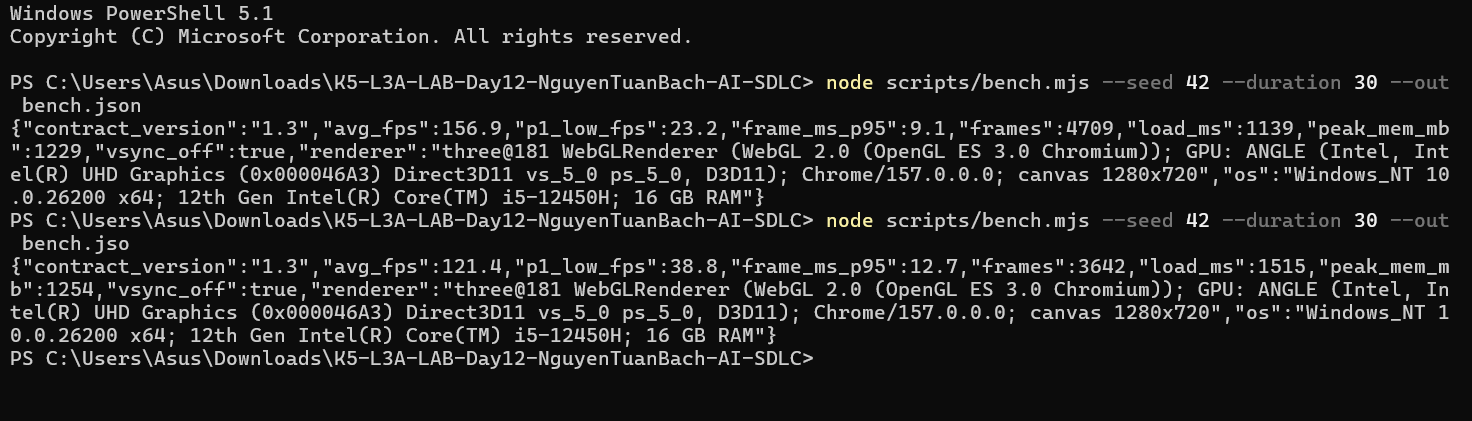 Windows PowerShell 5.1
Copyright (C) Microsoft Corporation. All rights reserved.
PS C:\Users\Asus\Downloads\K5-L3A-LAB-Day12-NguyenTuanBach-AI-SDLC> node scripts/bench.mjs --seed 42 --duration 30 --out
 bench.json
{"contract_version":"1.3","avg_fps":156.9,"p1_low_fps":23.2,"frame_ms_p95":9.1,"frames":4709,"load_ms":1139,"peak_mem_mb
":1229,"vsync_off":true,"renderer":"three@181 WebGLRenderer (WebGL 2.0 (OpenGL ES 3.0 Chromium)); GPU: ANGLE (Intel, Int
el(R) UHD Graphics (0x000046A3) Direct3D11 vs_5_0 ps_5_0, D3D11); Chrome/157.0.0.0; canvas 1280x720","os":"Windows_NT 10
.0.26200 x64; 12th Gen Intel(R) Core(TM) i5-12450H; 16 GB RAM"}
PS C:\Users\Asus\Downloads\K5-L3A-LAB-Day12-NguyenTuanBach-AI-SDLC> node scripts/bench.mjs --seed 42 --duration 30 --out
 bench.jso
{"contract_version":"1.3","avg_fps":121.4,"p1_low_fps":38.8,"frame_ms_p95":12.7,"frames":3642,"load_ms":1515,"peak_mem_m
b":1254,"vsync_off":true,"renderer":"three@181 WebGLRenderer (WebGL 2.0 (OpenGL ES 3.0 Chromium)); GPU: ANGLE (Intel, In
tel(R) UHD Graphics (0x000046A3) Direct3D11 vs_5_0 ps_5_0, D3D11); Chrome/157.0.0.0; canvas 1280x720","os":"Windows_NT 1
0.0.26200 x64; 12th Gen Intel(R) Core(TM) i5-12450H; 16 GB RAM"}
PS C:\Users\Asus\Downloads\K5-L3A-LAB-Day12-NguyenTuanBach-AI-SDLC>